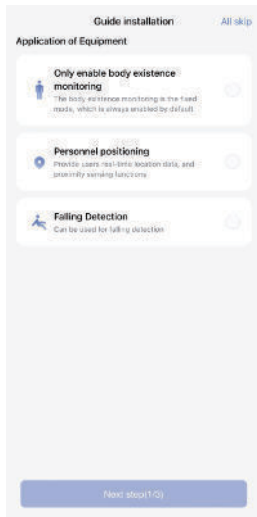 Guide installation
All skip
Application of Equipment
Only enable body existence
monitoring
The body existence monitoring is the fixed
mode, which is always enabled by default
Personnel positioning
Provide users real-time location data, and
proximity sensing functions
Falling Detection
Can be used for falling detection
Next step(1/3)